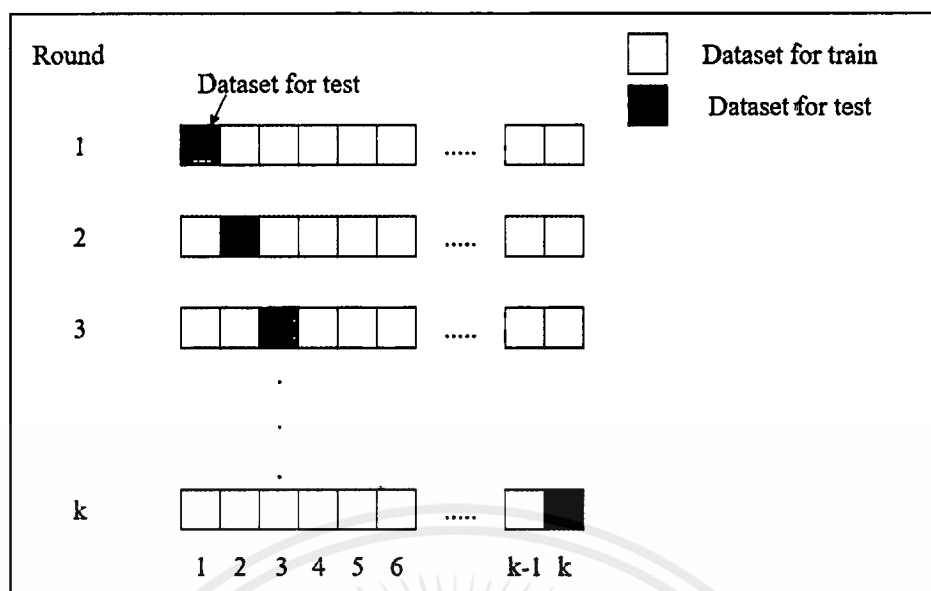 Round
Dataset for train
Dataset for test
Dataset for test
1
.....
2
.....
3
.....
k
.....
1 2 3 4 5 6 k-1 k